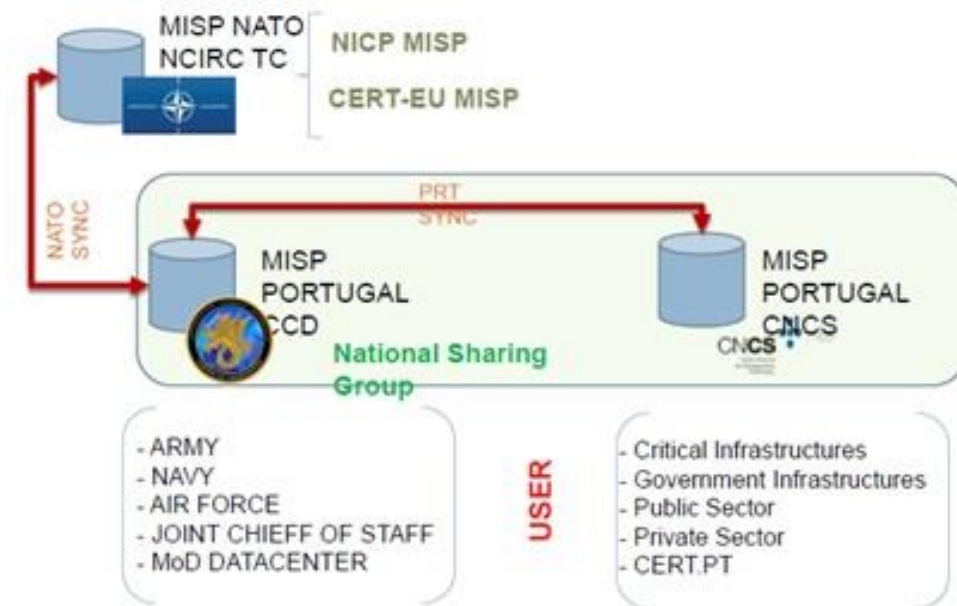 MISP NATO
NCIRC TC
NICP MISP
CERT-EU MISP
NATO
SYNC
PRT
SYNC
MISP
PORTUGAL
CCD
MISP
PORTUGAL
CNCS
CNCS
National Sharing
Group
- ARMY
- NAVY
- AIR FORCE
- JOINT CHIEFF OF STAFF
- MoD DATACENTER
USER
- Critical Infrastructures
- Government Infrastructures
- Public Sector
- Private Sector
- CERT.PT